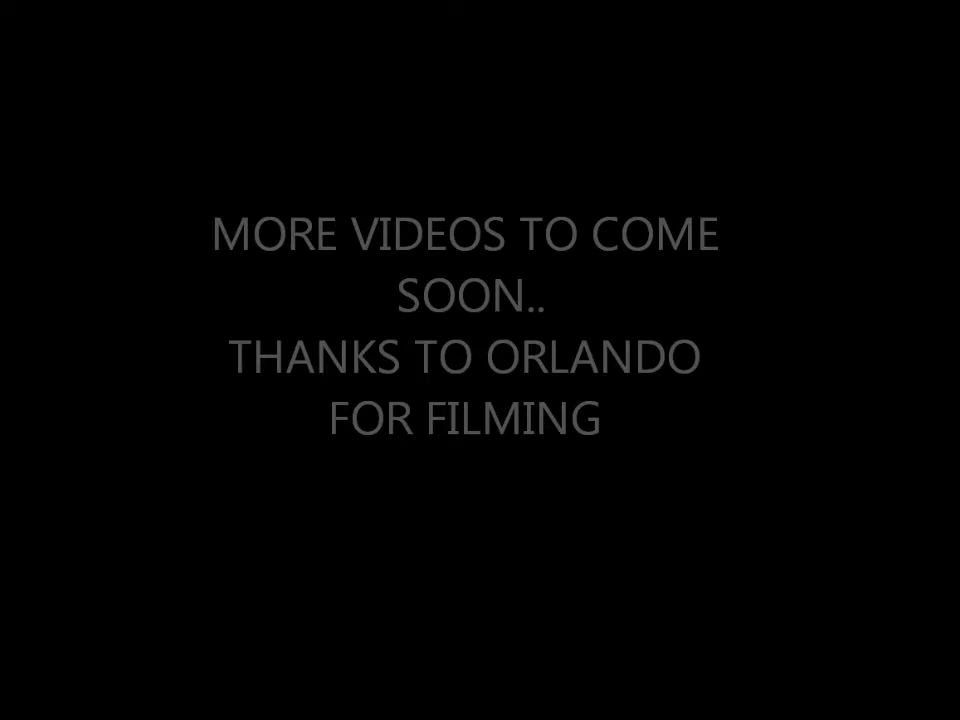 MORE VIDEOS TO COME
SOON..
THANKS TO ORLANDO
FOR FILMING